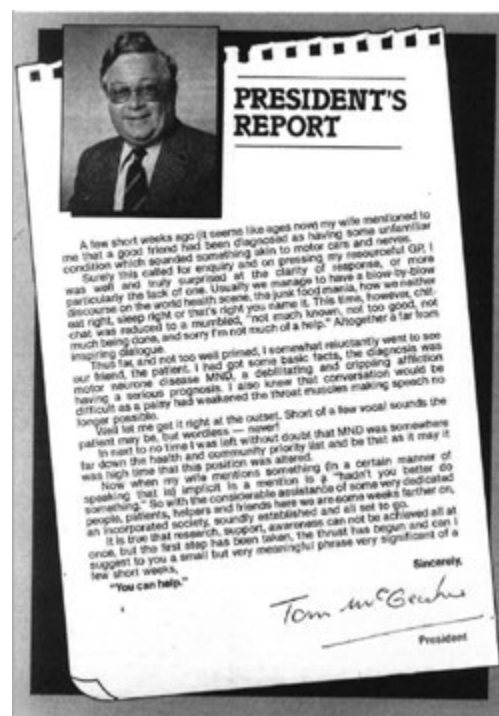 PRESIDENT'S
REPORT
A few short weeks ago (it seems like ages now) my wife mentioned to
me that a good friend had been diagnosed as having some unfamiliar
condition which sounded something akin to motor cars and nerves.
Surely this called for enquiry and on pressing my resourceful GP, I
was well and truly surprised at the clarity of response, or more
particularly the lack of one. Usually we manage to have a blow-by-blow
discourse on the world health scene, the junk food mania, how we neither
eat right, sleep right or that's right you name it. This time, however, chit-
chat was reduced to a mumbled, "not much known, not too good, not
much being done, and sorry I'm not much of a help." Altogether a far from
inspiring dialogue.
Thus far, and not too well primed, I somewhat reluctantly went to see
our friend, the patient. I had got some basic facts, the diagnosis was
motor neurone disease MND, a debilitating and crippling affliction
having a serious prognosis. I also knew that conversation would be
difficult as a palsy had weakened the throat muscles making speech no
longer possible.
Well let me get it right at the outset. Short of a few vocal sounds the
patient may be, but wordless — never!
In next to no time I was left without doubt that MND was somewhere
far down the health and community priority list and be that as it may it
was high time that this position was altered.
Now when my wife mentions something (in a certain manner of
speaking that is) implicit in a mention is a "hadn't you better do
something." So with the considerable assistance of some very dedicated
people, patients, helpers and friends here we are some weeks farther on,
an incorporated society, soundly established and all set to go.
It is true that research, support, awareness can not be achieved all at
once, but the first step has been taken, the thrust has begun and can I
suggest to you a small but very meaningful phrase very significant of a
few short weeks,
"You can help."
Sincerely,
Tom
President